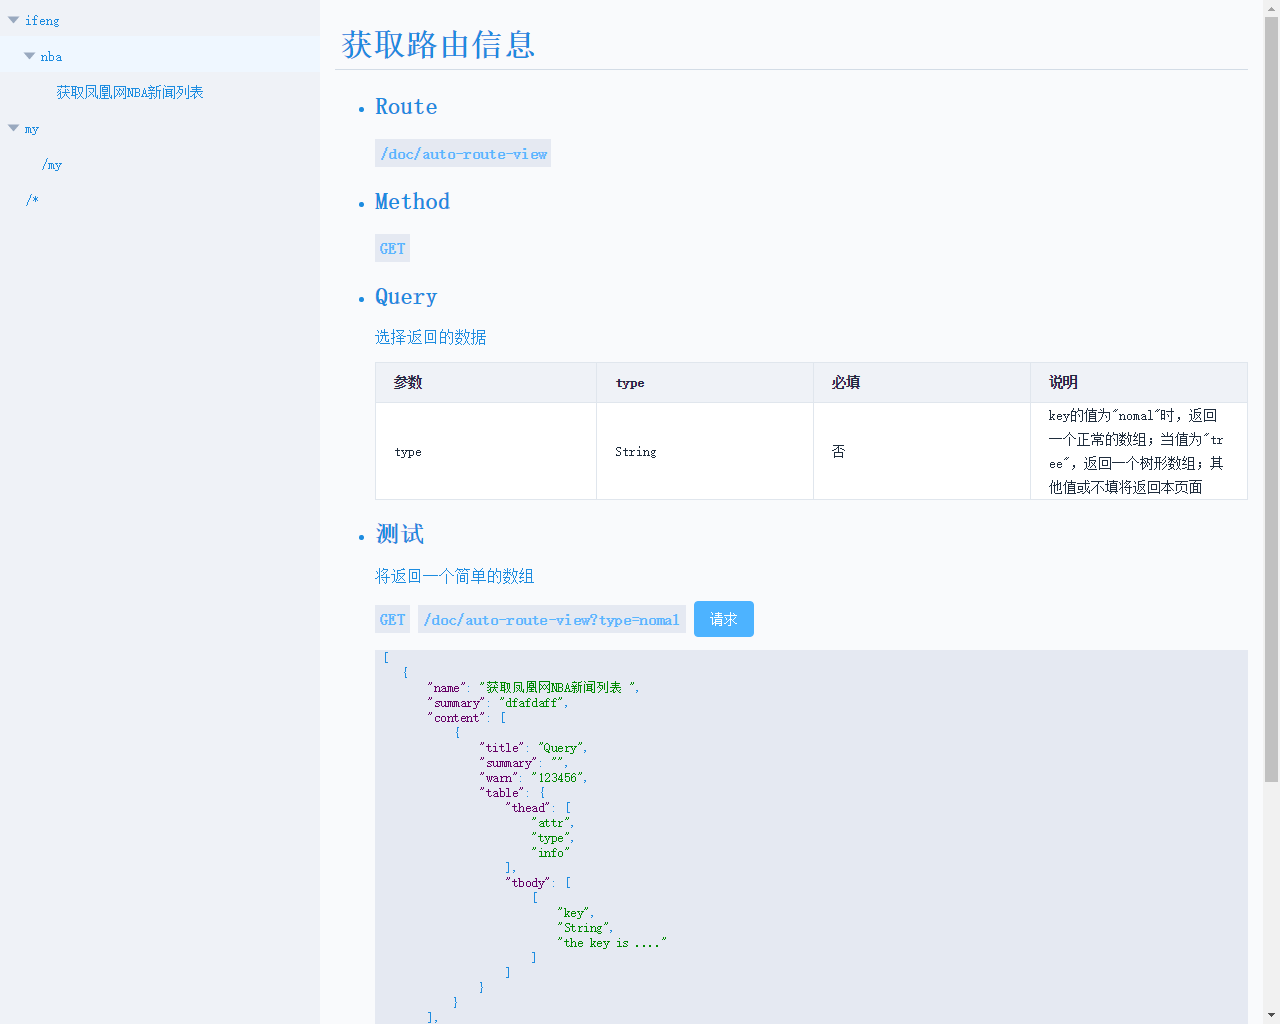 ifeng
nba
获取凤凰网NBA新闻列表
my
/my
/*
获取路由信息
Route
/doc/auto-route-view
Method
GET
Query
选择返回的数据
参数 type 必填 说明
type String 否 key的值为"nomal"时，返回
一个正常的数组；当值为"tr
ee"，返回一个树形数组；其
他值或不填将返回本页面
测试
将返回一个简单的数组
GET /doc/auto-route-view?type=nomal 请求
[
{
"name": "获取凤凰网NBA新闻列表 ",
"summary": "dfafdaff",
"content": [
{
"title": "Query",
"summary": "",
"warn": "123456",
"table": {
"thead": [
"attr",
"type",
"info"
],
"tbody": [
[
"key",
"String",
"the key is ...."
]
]
}
}
],